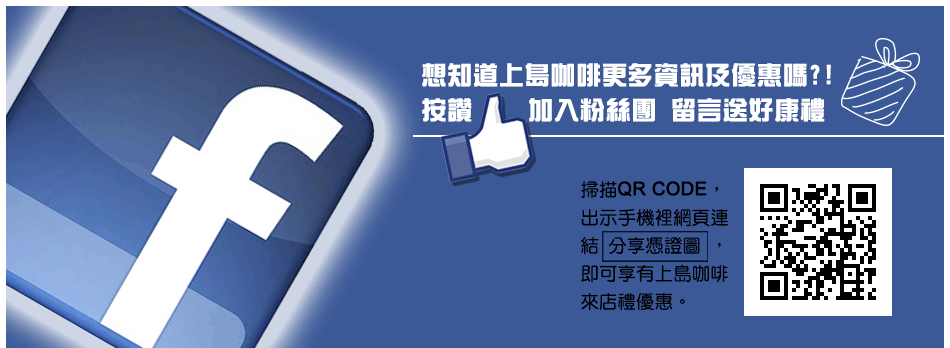 f
想知道上島咖啡更多資訊及優惠嗎?!
按讚 加入粉絲團 留言送好康禮
掃描QR CODE，
出示手機裡網頁連
結 分享憑證圖 ，
即可享有上島咖啡
來店禮優惠。